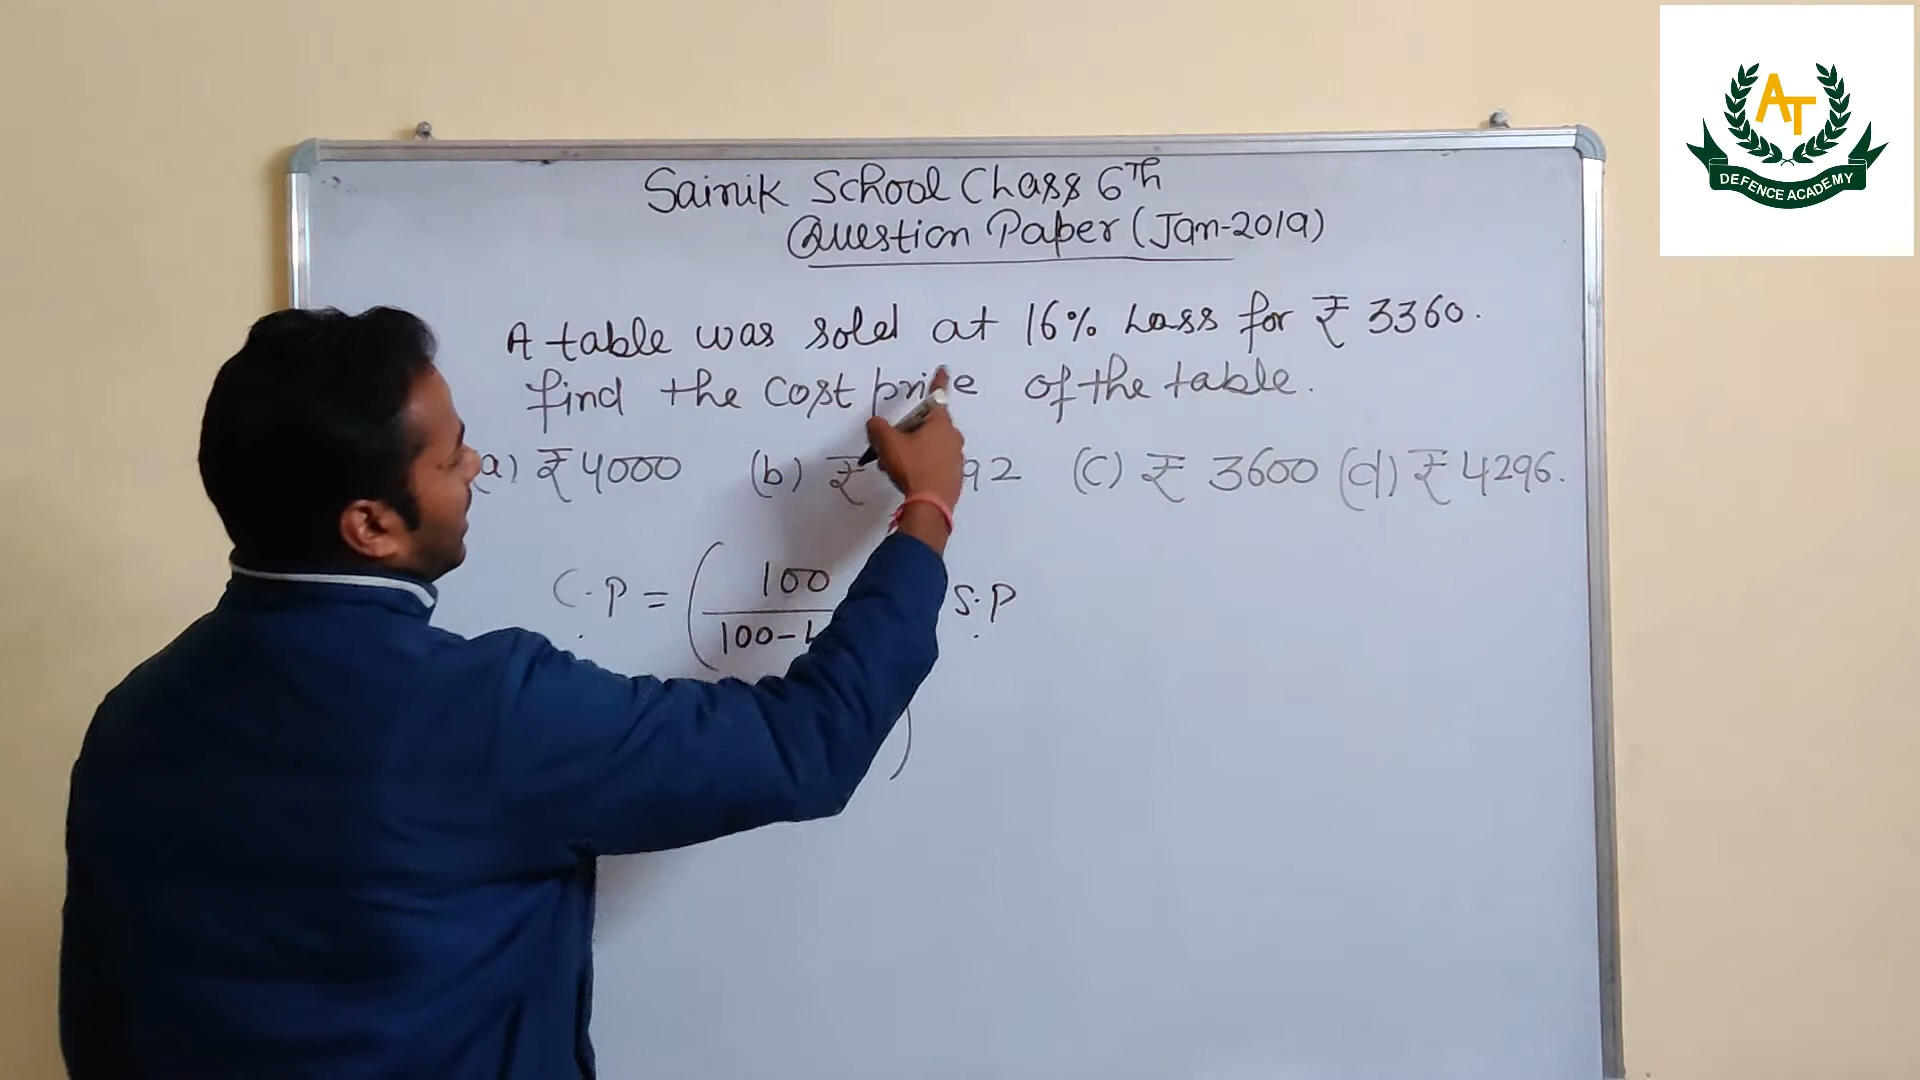 Sainik School Class 6Th
Question Paper (Jan-2019)
A table was sold at 16% Loss for ₹ 3360.
find the cost price of the table.
(a) ₹ 4000 (b) ₹ 92 (c) ₹ 3600 (d) ₹ 4296.
C.P = ( 100 S.P
100-L
)
AT
DEFENCE ACADEMY